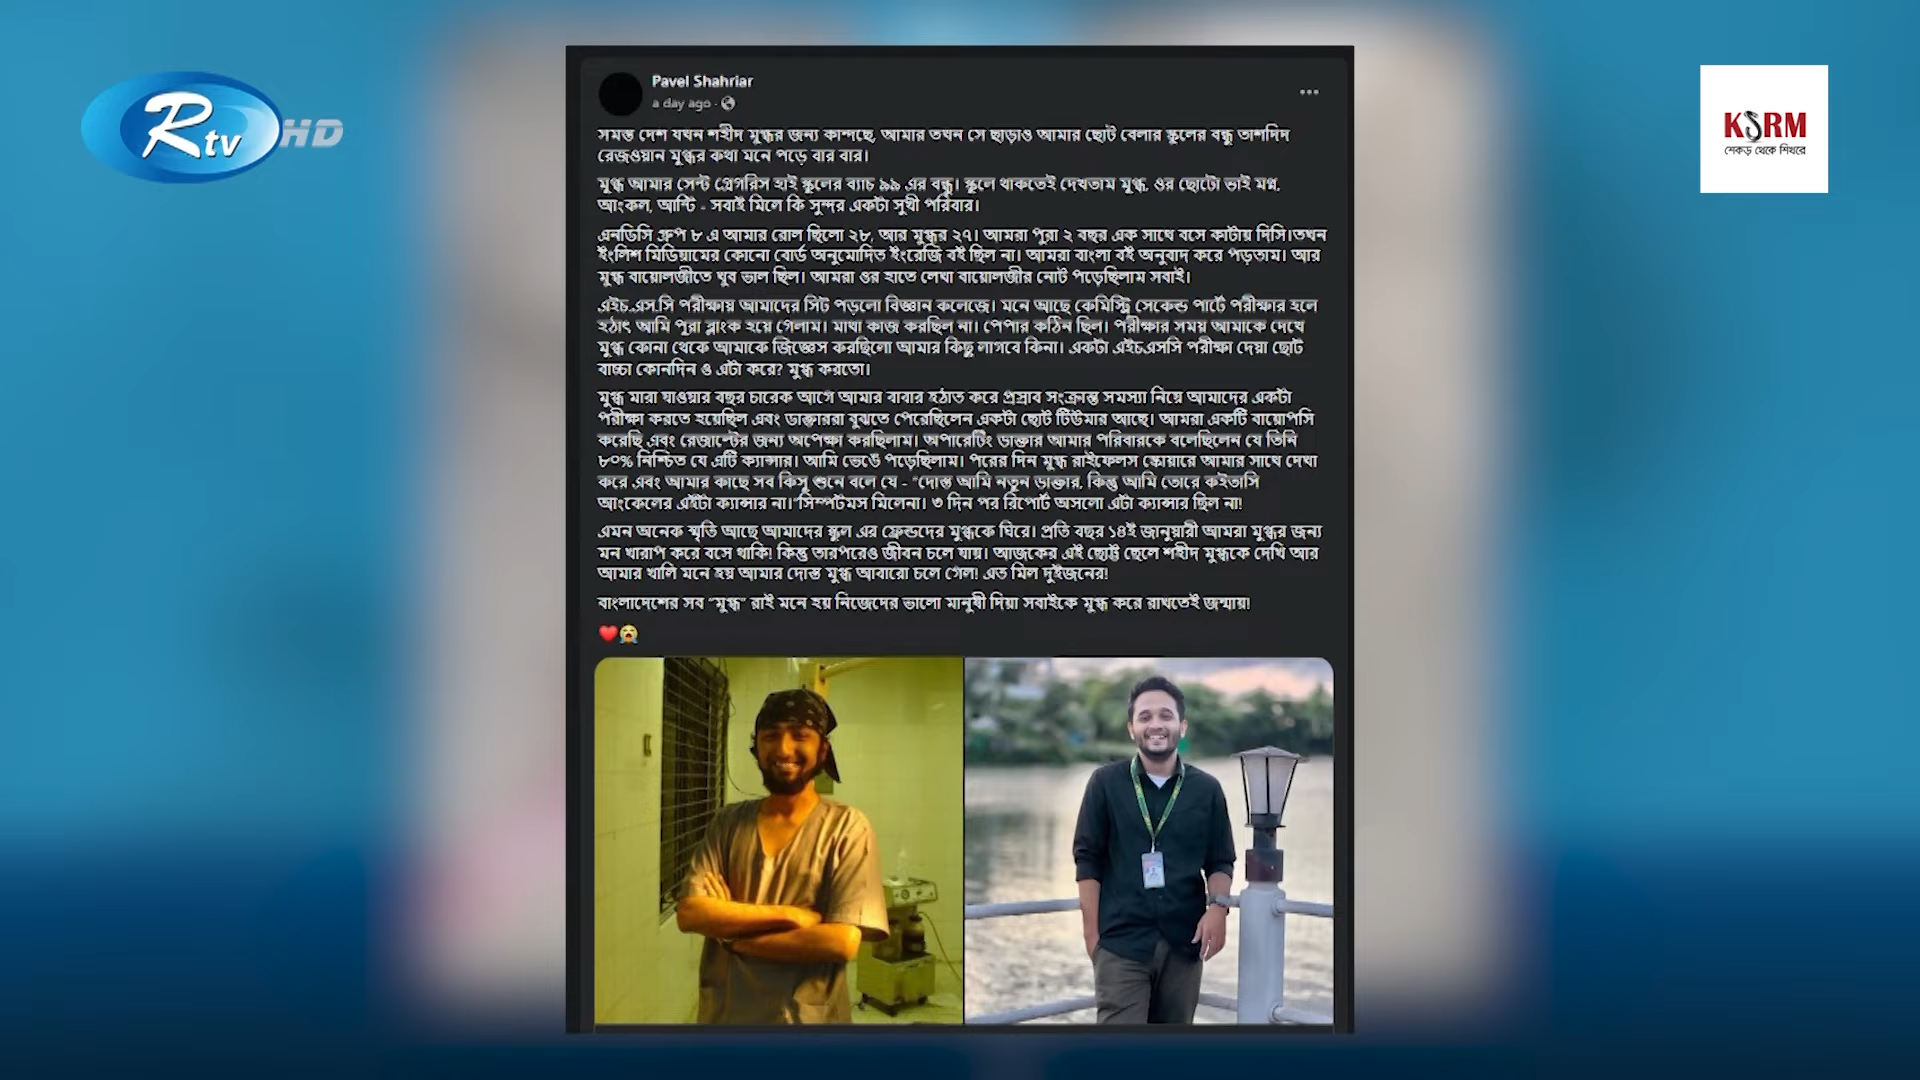 Rtv HD
KSRM
শেকড় থেকে শিখরে
Pavel Shahriar
a day ago ·
সমস্ত দেশ যখন শহীদ মুগ্ধর জন্য কান্দছে, আমার তখন সে ছাড়াও আমার ছোট বেলার স্কুলের বন্ধু তাশদিদ
রেজওয়ান মুগ্ধর কথা মনে পড়ে বার বার।
মুগ্ধ আমার সেন্ট গ্রেগরিস হাই স্কুলের ব্যাচ ৯৯ এর বন্ধু। স্কুলে থাকতেই দেখতাম মুগ্ধ, ওর ছোটো ভাই মগ্ন,
আংকল, আন্টি - সবাই মিলে কি সুন্দর একটা সুখী পরিবার।
এনডিসি গ্রুপ ৮ এ আমার রোল ছিলো ২৮, আর মুগ্ধর ২৭। আমরা পুরা ২ বছর এক সাথে বসে কাটায় দিসি।তখন
ইংলিশ মিডিয়ামের কোনো বোর্ড অনুমোদিত ইংরেজি বই ছিল না। আমরা বাংলা বই অনুবাদ করে পড়তাম। আর
মুগ্ধ বায়োলজীতে খুব ভাল ছিল। আমরা ওর হাতে লেখা বায়োলজীর নোট পড়েছিলাম সবাই।
এইচ.এস.সি পরীক্ষায় আমাদের সিট পড়লো বিজ্ঞান কলেজে। মনে আছে কেমিস্ট্রি সেকেন্ড পার্টে পরীক্ষার হলে
হঠাৎ আমি পুরা ব্লাংক হয়ে গেলাম। মাথা কাজ করছিল না। পেপার কঠিন ছিল। পরীক্ষার সময় আমাকে দেখে
মুগ্ধ কোনা থেকে আমাকে জিজ্ঞেস করছিলো আমার কিছু লাগবে কিনা। একটা এইচএসসি পরীক্ষা দেয়া ছোট
বাচ্চা কোনদিন ও এটা করে? মুগ্ধ করতো।
মুগ্ধ মারা যাওয়ার বছর চারেক আগে আমার বাবার হঠাত করে প্রস্রাব সংক্রান্ত সমস্যা নিয়ে আমাদের একটা
পরীক্ষা করতে হয়েছিল এবং ডাক্তাররা বুঝতে পেরেছিলেন একটা ছোট টিউমার আছে। আমরা একটি বায়োপসি
করেছি এবং রেজাল্টের জন্য অপেক্ষা করছিলাম। অপারেটিং ডাক্তার আমার পরিবারকে বলেছিলেন যে তিনি
৮০% নিশ্চিত যে এটি ক্যান্সার। আমি ভেঙে পড়েছিলাম। পরের দিন মুগ্ধ রাইফেলস স্কোয়ারে আমার সাথে দেখা
করে এবং আমার কাছে সব কিসু শুনে বলে যে - "দোস্ত আমি নতুন ডাক্তার, কিন্তু আমি তোরে কইতাসি
আংকেলের এইটা ক্যান্সার না।"সিম্পটমস মিলেনা। ৩ দিন পর রিপোর্ট অসলো এটা ক্যান্সার ছিল না!
এমন অনেক স্মৃতি আছে আমাদের স্কুল এর ফ্রেন্ডদের মুগ্ধকে ঘিরে। প্রতি বছর ১৪ই জানুয়ারী আমরা মুগ্ধর জন্য
মন খারাপ করে বসে থাকি! কিন্তু তারপরেও জীবন চলে যায়। আজকের এই ছোট্ট ছেলে শহীদ মুগ্ধকে দেখি আর
আমার খালি মনে হয় আমার দোস্ত মুগ্ধ আবারো চলে গেল! এত মিল দুইজনের!
বাংলাদেশের সব "মুগ্ধ" রাই মনে হয় নিজেদের ভালো মানুষী দিয়া সবাইকে মুগ্ধ করে রাখতেই জন্মায়!